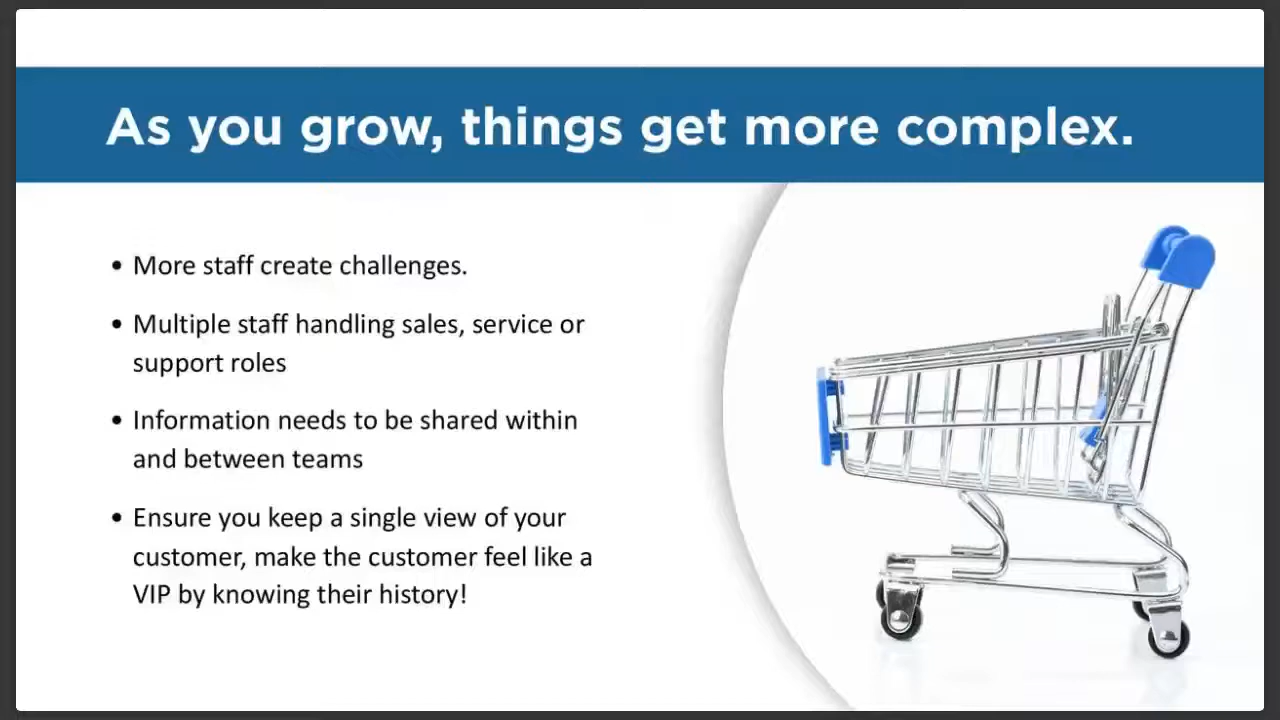 As you grow, things get more complex.
• More staff create challenges.
• Multiple staff handling sales, service or
support roles
• Information needs to be shared within
and between teams
• Ensure you keep a single view of your
customer, make the customer feel like a
VIP by knowing their history!